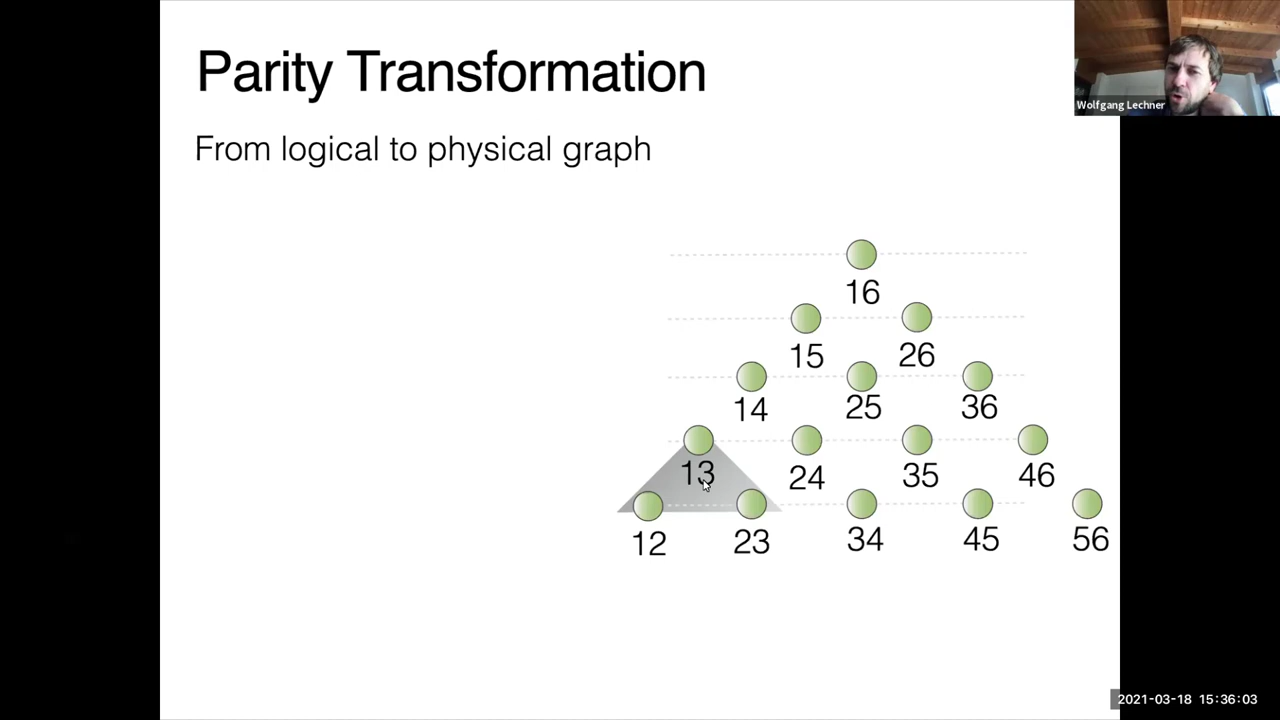 Parity Transformation
From logical to physical graph
Wolfgang Lechner
16
15 26
14 25 36
13 24 35 46
12 23 34 45 56
2021-03-18 15:36:03